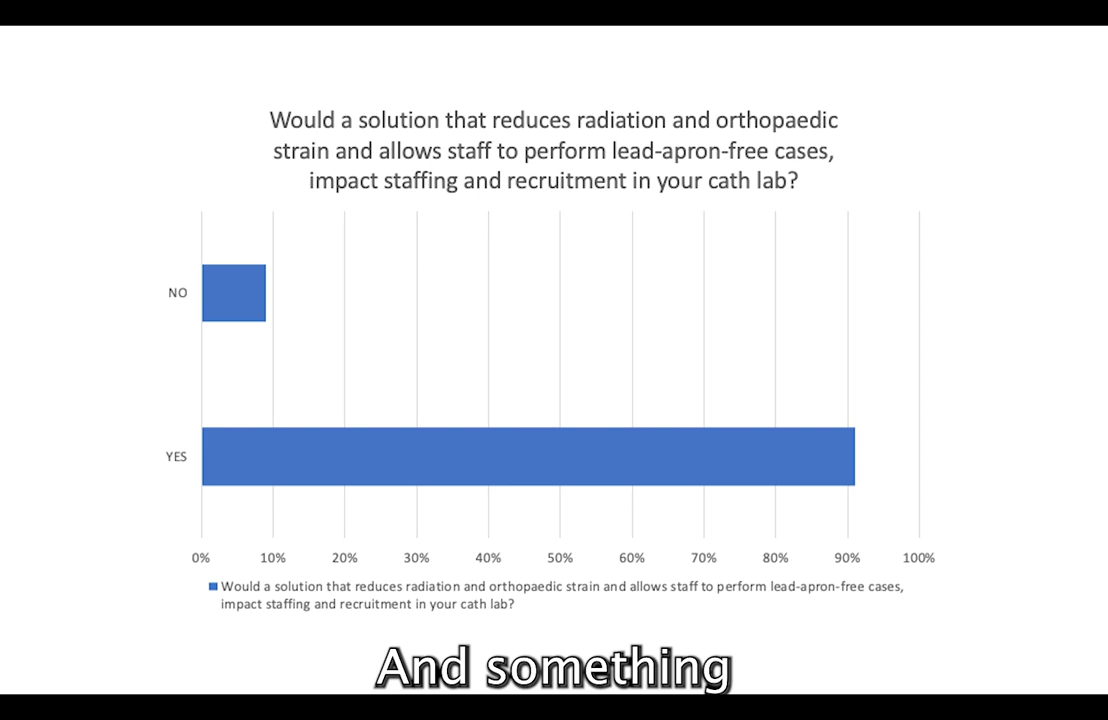 Would a solution that reduces radiation and orthopaedic
strain and allows staff to perform lead-apron-free cases,
impact staffing and recruitment in your cath lab?
NO
YES
0% 10% 20% 30% 40% 50% 60% 70% 80% 90% 100%
Would a solution that reduces radiation and orthopaedic strain and allows staff to perform lead-apron-free cases,
impact staffing and recruitment in your cath lab?
And something